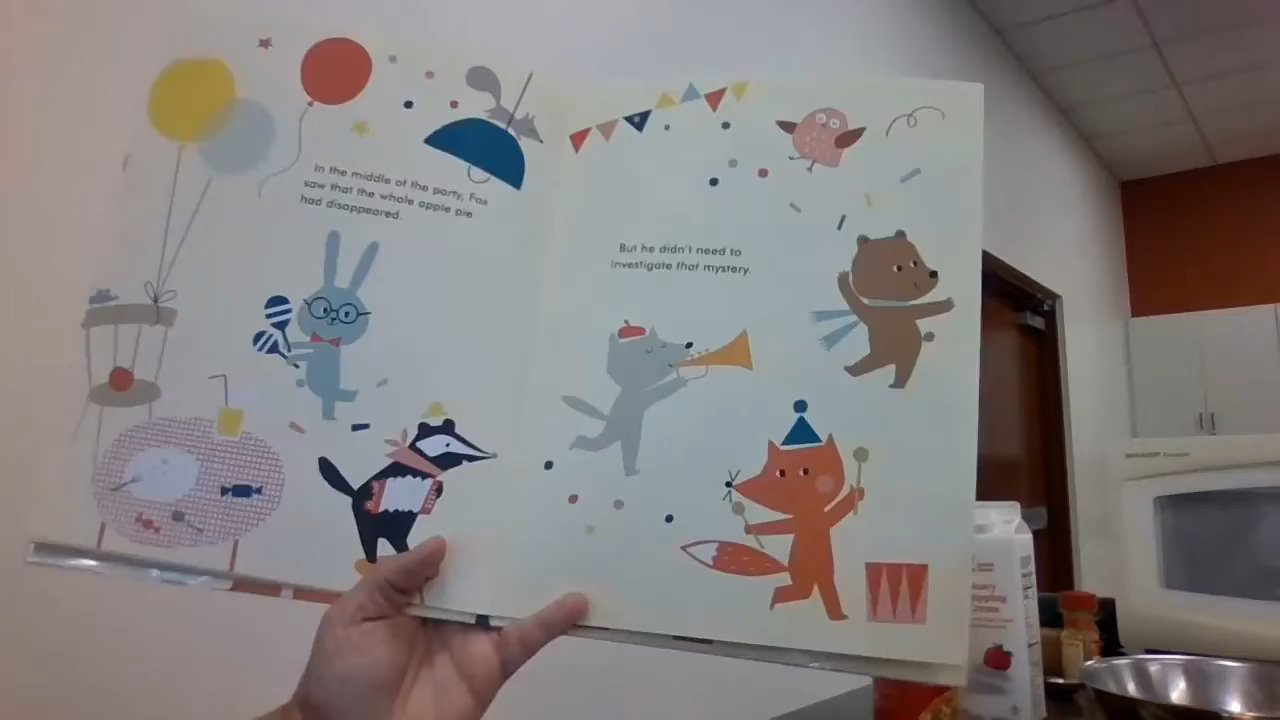 In the middle of the party, Fox
saw that the whole apple pie
had disappeared.
But he didn't need to
investigate that mystery.
SHARP